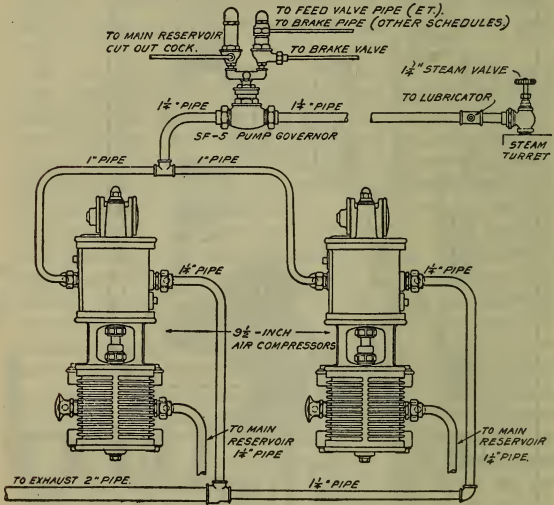 TO FEED VALVE PIPE (ET.)
TO BRAKE PIPE (OTHER SCHEDULES)
TO MAIN RESERVOIR
CUT OUT COCK.
TO BRAKE VALVE
1¼" STEAM VALVE
TO LUBRICATOR
1¼" PIPE
1¼" PIPE
SF-5 PUMP GOVERNOR
STEAM
TURRET
1" PIPE
1" PIPE
1¼" PIPE
1¼" PIPE
9½-INCH
AIR COMPRESSORS
TO MAIN
RESERVOIR
1¼" PIPE
TO MAIN
RESERVOIR
1¼" PIPE.
TO EXHAUST 2" PIPE.
1¼" PIPE